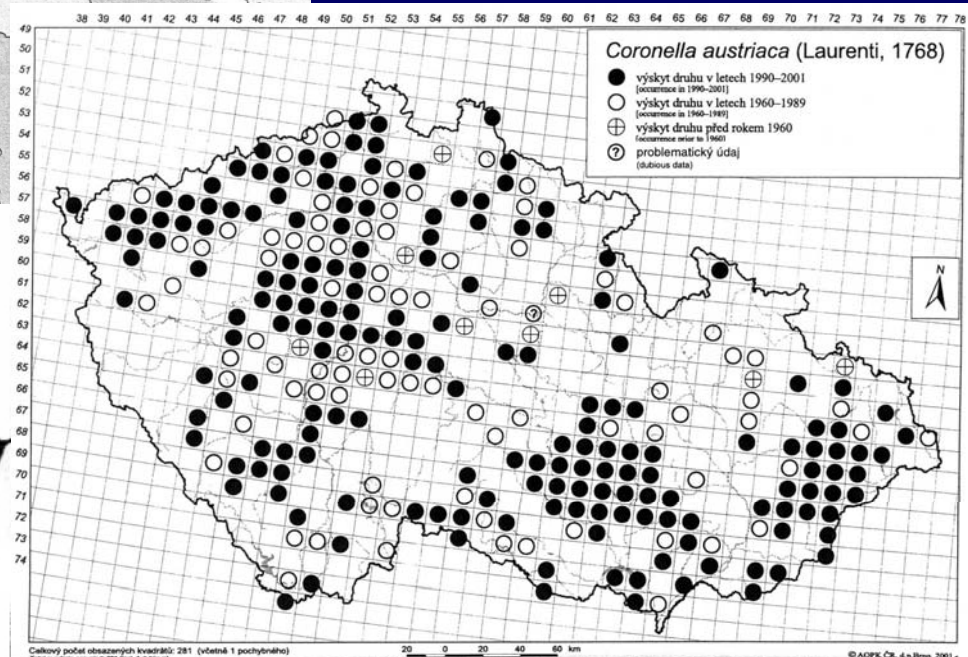 38 39 40 41 42 43 44 45 46 47 48 49 50 51 52 53 54 55 56 57 58 59 60 61 62 63 64 65 66 67 68 69 70 71 72 73 74 75 76 77 78
49
50
51
52
53
54
55
56
57
58
59
60
61
62
63
64
65
66
67
68
69
70
71
72
73
74
Coronella austriaca (Laurenti, 1768)
výskyt druhu v letech 1990–2001
[occurrence in 1990–2001]
výskyt druhu v letech 1960–1989
[occurrence in 1960–1989]
výskyt druhu před rokem 1960
[occurrence prior to 1960]
? problematický údaj
(dubious data)
N
?
Celkový počet obsazených kvadrátů: 281 (včetně 1 pochybného)
20 0 20 40 60 km
© AOPK ČR